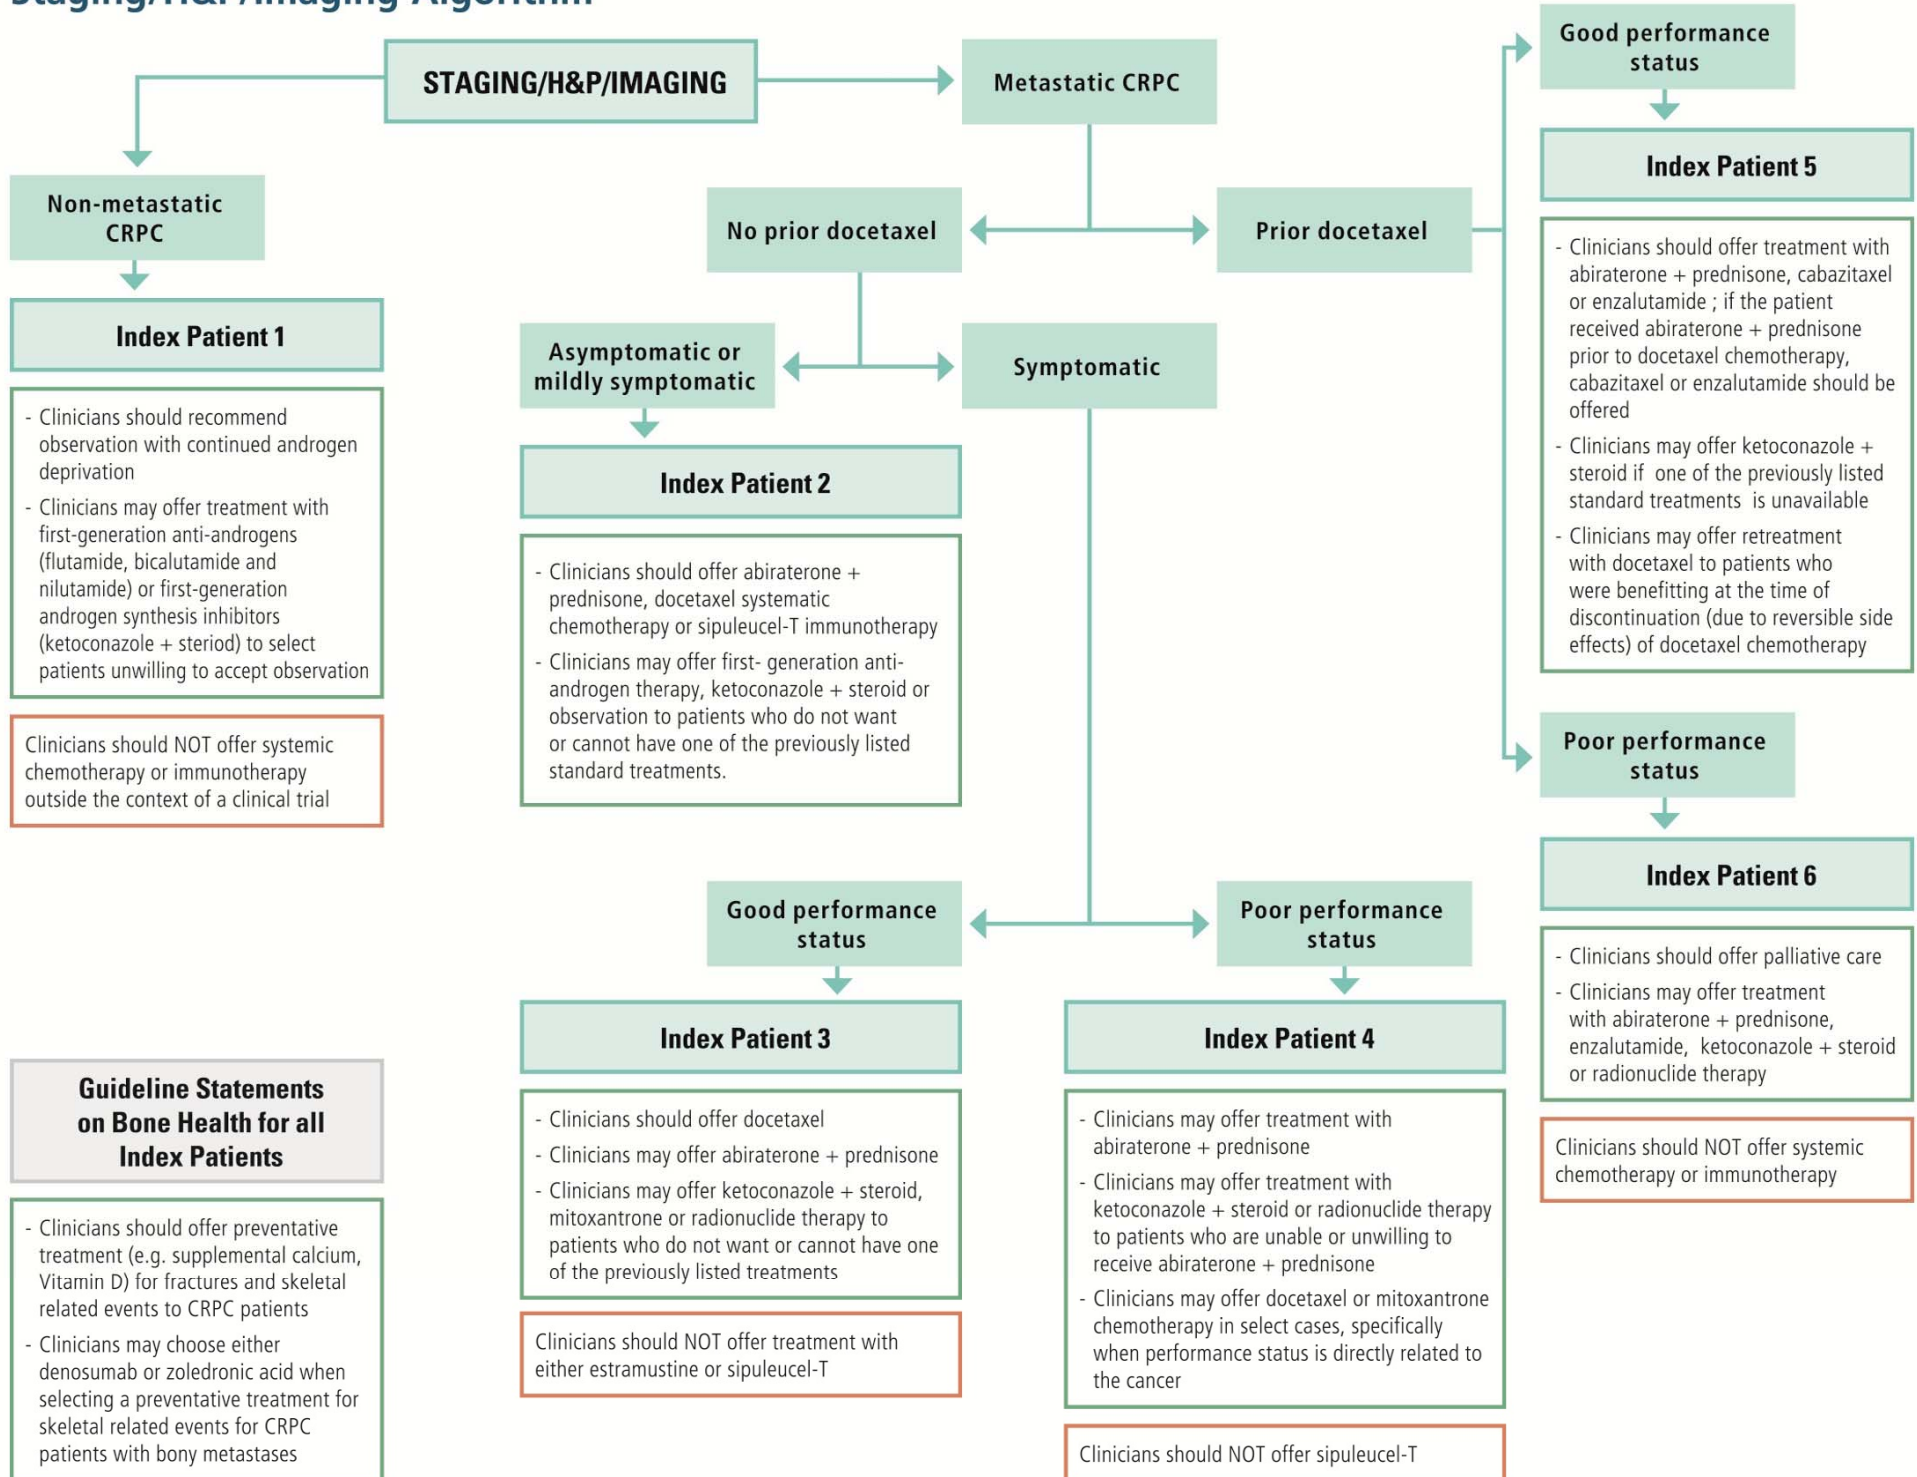 Staging/H&P/Imaging Algorithm
STAGING/H&P/IMAGING
Metastatic CRPC
Non-metastatic
CRPC
No prior docetaxel
Prior docetaxel
Index Patient 1
- Clinicians should recommend
observation with continued androgen
deprivation
- Clinicians may offer treatment with
first-generation anti-androgens
(flutamide, bicalutamide and
nilutamide) or first-generation
androgen synthesis inhibitors
(ketoconazole + steriod) to select
patients unwilling to accept observation
Clinicians should NOT offer systemic
chemotherapy or immunotherapy
outside the context of a clinical trial
Asymptomatic or
mildly symptomatic
Symptomatic
Index Patient 2
- Clinicians should offer abiraterone +
prednisone, docetaxel systematic
chemotherapy or sipuleucel-T immunotherapy
- Clinicians may offer first- generation anti-
androgen therapy, ketoconazole + steroid or
observation to patients who do not want
or cannot have one of the previously listed
standard treatments.
Good performance
status
Index Patient 3
- Clinicians should offer docetaxel
- Clinicians may offer abiraterone + prednisone
- Clinicians may offer ketoconazole + steroid,
mitoxantrone or radionuclide therapy to
patients who do not want or cannot have one
of the previously listed treatments
Clinicians should NOT offer treatment with
either estramustine or sipuleucel-T
Poor performance
status
Index Patient 4
- Clinicians may offer treatment with
abiraterone + prednisone
- Clinicians may offer treatment with
ketoconazole + steroid or radionuclide therapy
to patients who are unable or unwilling to
receive abiraterone + prednisone
- Clinicians may offer docetaxel or mitoxantrone
chemotherapy in select cases, specifically
when performance status is directly related to
the cancer
Clinicians should NOT offer sipuleucel-T
Good performance
status
Index Patient 5
- Clinicians should offer treatment with
abiraterone + prednisone, cabazitaxel
or enzalutamide ; if the patient
received abiraterone + prednisone
prior to docetaxel chemotherapy,
cabazitaxel or enzalutamide should be
offered
- Clinicians may offer ketoconazole +
steroid if one of the previously listed
standard treatments is unavailable
- Clinicians may offer retreatment
with docetaxel to patients who
were benefitting at the time of
discontinuation (due to reversible side
effects) of docetaxel chemotherapy
Poor performance
status
Index Patient 6
- Clinicians should offer palliative care
- Clinicians may offer treatment
with abiraterone + prednisone,
enzalutamide, ketoconazole + steroid
or radionuclide therapy
Clinicians should NOT offer systemic
chemotherapy or immunotherapy
Guideline Statements
on Bone Health for all
Index Patients
- Clinicians should offer preventative
treatment (e.g. supplemental calcium,
Vitamin D) for fractures and skeletal
related events to CRPC patients
- Clinicians may choose either
denosumab or zoledronic acid when
selecting a preventative treatment for
skeletal related events for CRPC
patients with bony metastases